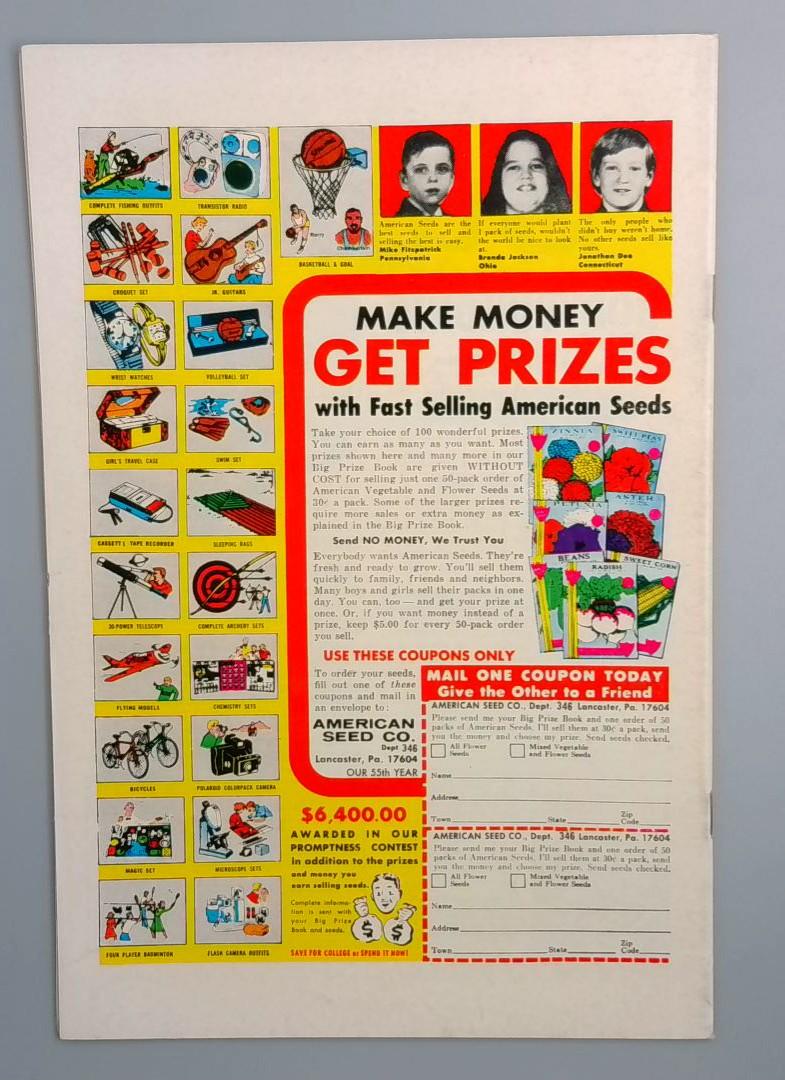 COMPLETE FISHING OUTFITS
TRANSISTOR RADIO
CROQUET SET
JR. GUITARS
WRIST WATCHES
VOLLEYBALL SET
GIRL'S TRAVEL CASE
SWIM SET
CASSETTE TAPE RECORDER
SLEEPING BAGS
30-POWER TELESCOPE
COMPLETE ARCHERY SETS
FLYING MODELS
CHEMISTRY SETS
BICYCLES
POLAROID COLORPACK CAMERA
MAGIC SET
MICROSCOPE SETS
FOUR PLAYER BADMINTON
FLASH CAMERA OUTFITS
BASKETBALL & GOAL
American Seeds are the
best seeds to sell and
selling the best is easy.
Mike Fitzpatrick
Pennsylvania
If everyone would plant
1 pack of seeds, wouldn't
the world be nice to look
at.
Brenda Jackson
Ohio
The only people who
didn't buy weren't home.
No other seeds sell like
yours.
Jonathan Dee
Connecticut
MAKE MONEY
GET PRIZES
with Fast Selling American Seeds
Take your choice of 100 wonderful prizes.
You can earn as many as you want. Most
prizes shown here and many more in our
Big Prize Book are given WITHOUT
COST for selling just one 50-pack order of
American Vegetable and Flower Seeds at
30¢ a pack. Some of the larger prizes re-
quire more sales or extra money as ex-
plained in the Big Prize Book.
Send NO MONEY, We Trust You
Everybody wants American Seeds. They're
fresh and ready to grow. You'll sell them
quickly to family, friends and neighbors.
Many boys and girls sell their packs in one
day. You can, too — and get your prize at
once. Or, if you want money instead of a
prize, keep $5.00 for every 50-pack order
you sell.
ZINNIA
SWEET PEAS
PETUNIA
ASTER
BEANS
RADISH
SWEET CORN
USE THESE COUPONS ONLY
To order your seeds,
fill out one of these
coupons and mail in
an envelope to:
AMERICAN
SEED CO.
Dept 346
Lancaster, Pa. 17604
OUR 55th YEAR
MAIL ONE COUPON TODAY
Give the Other to a Friend
AMERICAN SEED CO., Dept. 346 Lancaster, Pa. 17604
Please send me your Big Prize Book and one order of 50
packs of American Seeds. I'll sell them at 30¢ a pack, send
you the money and choose my prize. Send seeds checked.
All Flower
Seeds
Mixed Vegetable
and Flower Seeds
Name
Address
Town State Zip Code
AMERICAN SEED CO., Dept. 346 Lancaster, Pa. 17604
Please send me your Big Prize Book and one order of 50
packs of American Seeds. I'll sell them at 30¢ a pack, send
you the money and choose my prize. Send seeds checked.
All Flower
Seeds
Mixed Vegetable
and Flower Seeds
Name
Address
Town State Zip Code
$6,400.00
AWARDED IN OUR
PROMPTNESS CONTEST
in addition to the prizes
and money you
earn selling seeds.
Complete informa-
tion is sent with
your Big Prize
Book and seeds.
$ $
SAVE FOR COLLEGE or SPEND IT NOW!